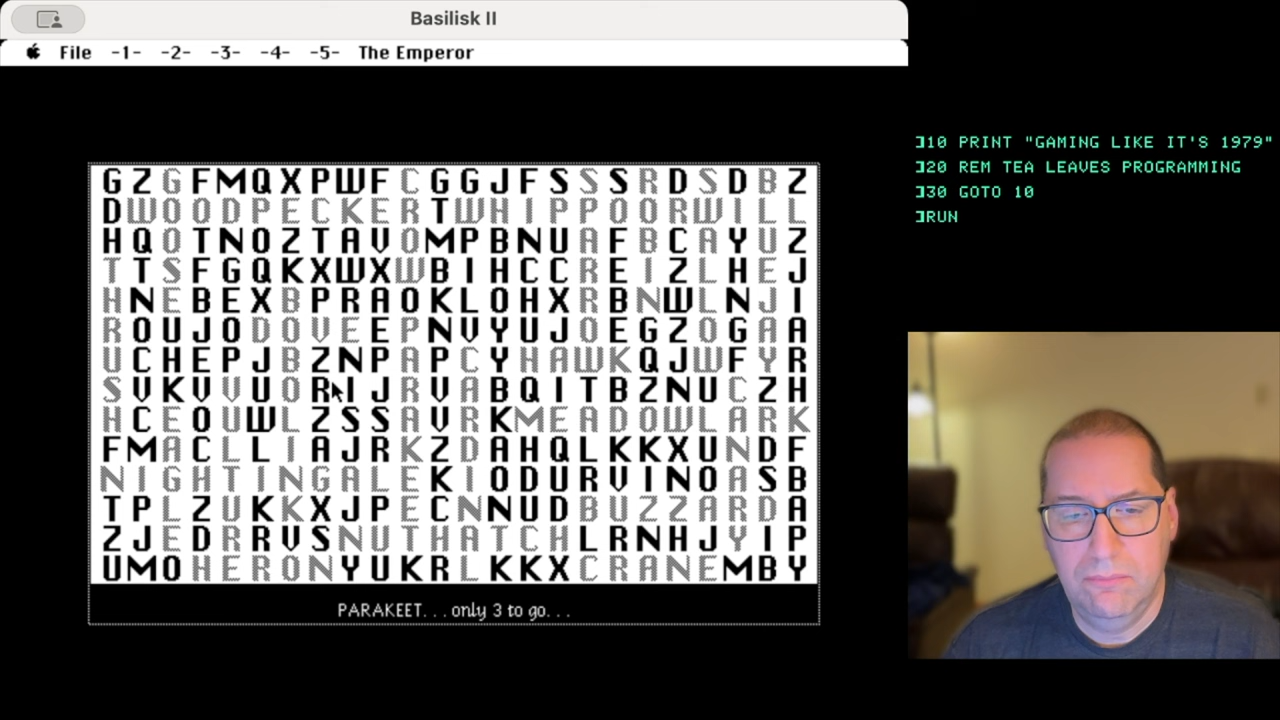 Basilisk II
File -1- -2- -3- -4- -5- The Emperor
]10 PRINT "GAMING LIKE IT'S 1979"
]20 REM TEA LEAVES PROGRAMMING
]30 GOTO 10
]RUN
G Z G F M Q X P W F C G G J F S S S R D S D B Z
D W O O D P E C K E R T W H I P P O O R W I L L
H Q O T N O Z T A V O M P B N U A F B C A Y U Z
T T S F G Q K X W X W B I H C C R E I Z L H E J
H N E B E X B P R A O K L O H X R B N W L N J I
R O U J O D O V E E P N V Y U J O E G Z O G A A
U C H E P J B Z N P A P C Y H A W K Q J W F Y R
S V K V V U O R I J R V A B Q I T B Z N U C Z H
H C E O U W L Z S S A V R K M E A D O W L A R K
F M A C L L I A J R K Z D A H Q L K K X U N D F
N I G H T I N G A L E K I O D U R V I N O A S B
T P L Z U K K X J P E C N N U D B U Z Z A R D A
Z J E D R R V S N U T H A T C H L R N H J Y I P
U M O H E R O N Y U K R L K K X C R A N E M B Y
PARAKEET. . . only 3 to go. . .